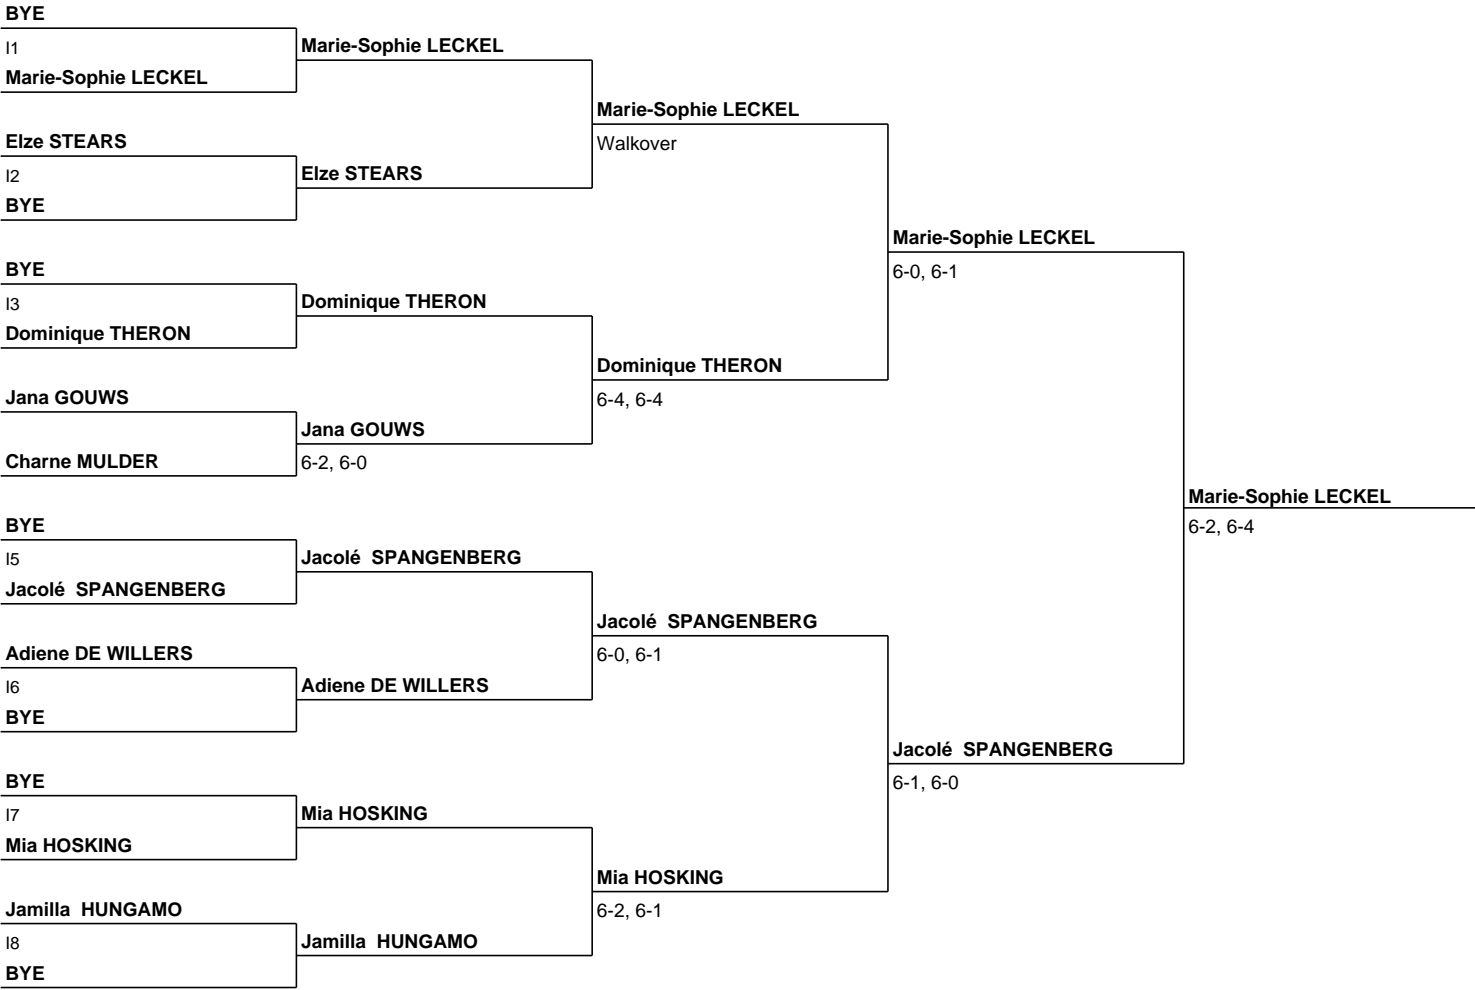 BYE
I1
Marie-Sophie LECKEL
Elze STEARS
I2
BYE
BYE
I3
Dominique THERON
Jana GOUWS
Charne MULDER
BYE
I5
Jacolé  SPANGENBERG
Adiene DE WILLERS
I6
BYE
BYE
I7
Mia HOSKING
Jamilla  HUNGAMO
I8
BYE
Marie-Sophie LECKEL
Elze STEARS
Dominique THERON
Jana GOUWS
6-2, 6-0
Jacolé  SPANGENBERG
Adiene DE WILLERS
Mia HOSKING
Jamilla  HUNGAMO
Marie-Sophie LECKEL
Walkover
Dominique THERON
6-4, 6-4
Jacolé  SPANGENBERG
6-0, 6-1
Mia HOSKING
6-2, 6-1
Marie-Sophie LECKEL
6-0, 6-1
Jacolé  SPANGENBERG
6-1, 6-0
Marie-Sophie LECKEL
6-2, 6-4